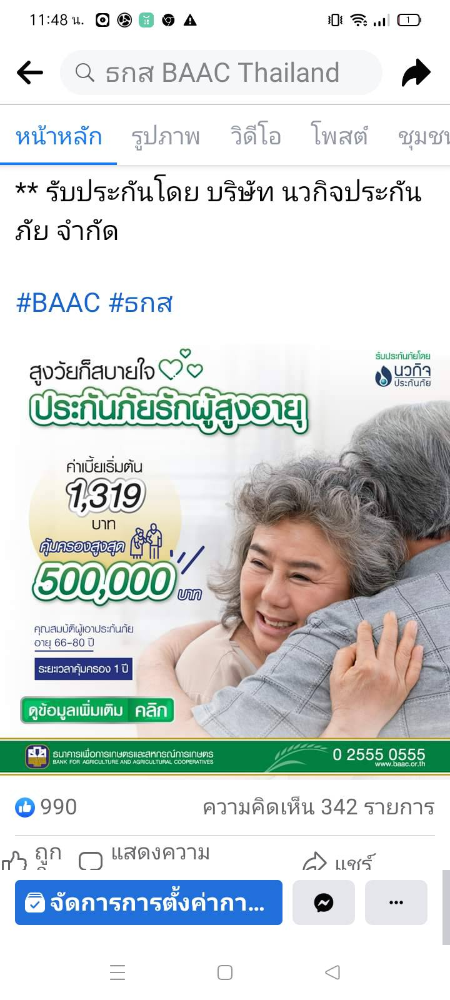 11:48 น.
1
ธกส BAAC Thailand
หน้าหลัก รูปภาพ วิดีโอ โพสต์ ชุมชน
** รับประกันโดย บริษัท นวกิจประกัน
ภัย จำกัด
#BAAC #ธกส
สูงวัยก็สบายใจ
รับประกันภัยโดย
นวกิจ
ประกันภัย
ประกันภัยรักผู้สูงอายุ
ค่าเบี้ยเริ่มต้น
1,319
บาท
คุ้มครองสูงสุด
500,000 บาท
คุณสมบัติผู้เอาประกันภัย
อายุ 66-80 ปี
ระยะเวลาคุ้มครอง 1 ปี
ดูข้อมูลเพิ่มเติม คลิก
ธนาคารเพื่อการเกษตรและสหกรณ์การเกษตร
BANK FOR AGRICULTURE AND AGRICULTURAL COOPERATIVES
0 2555 0555
www.baac.or.th
990 ความคิดเห็น 342 รายการ
ถูก แสดงความ แชร์
จัดการการตั้งค่ากา...